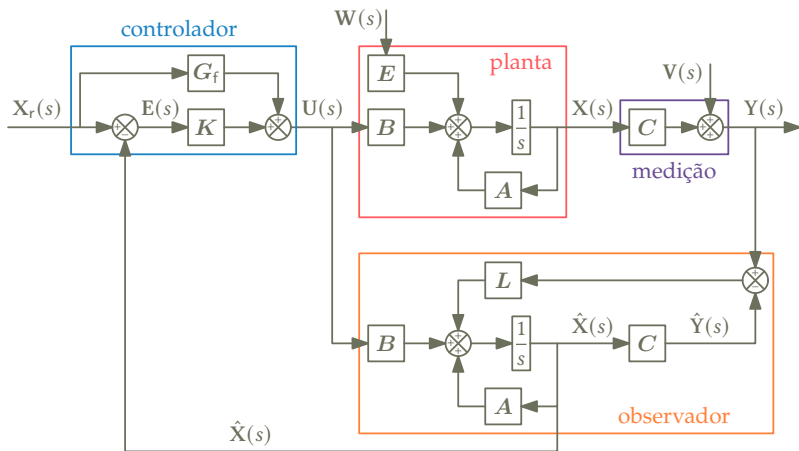 W(s)
controlador
planta
V(s)
G_f
E
X_r(s)
E(s)
U(s)
X(s)
Y(s)
K
B
1/s
C
medição
A
L
B
1/s
X̂(s)
C
Ŷ(s)
A
observador
X̂(s)